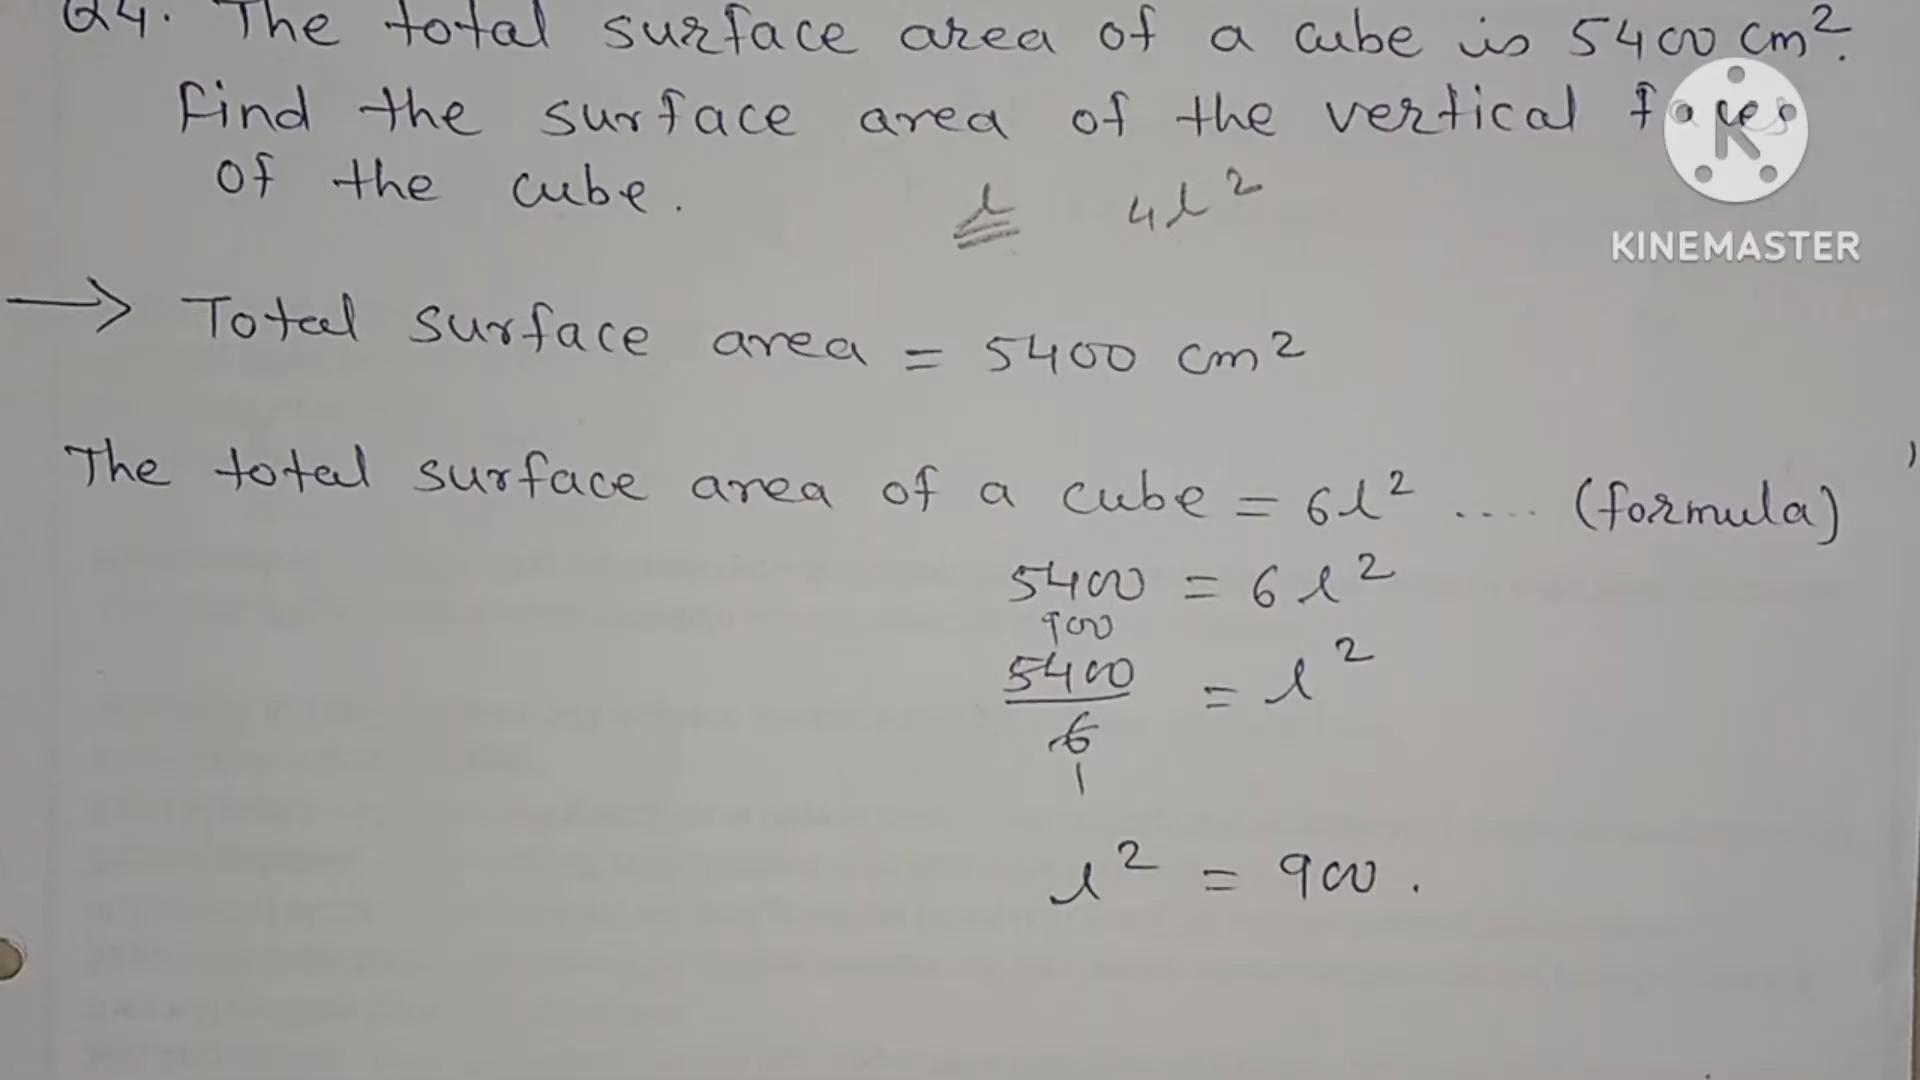 Q4. The total surface area of a cube is 5400 cm².
Find the surface area of the vertical faces
of the cube.
l 4l²
KINEMASTER
→ Total surface area = 5400 cm²
The total surface area of a cube = 6l² .... (formula)
5400 = 6l²
900
5400 = l²
6
1
l² = 900.